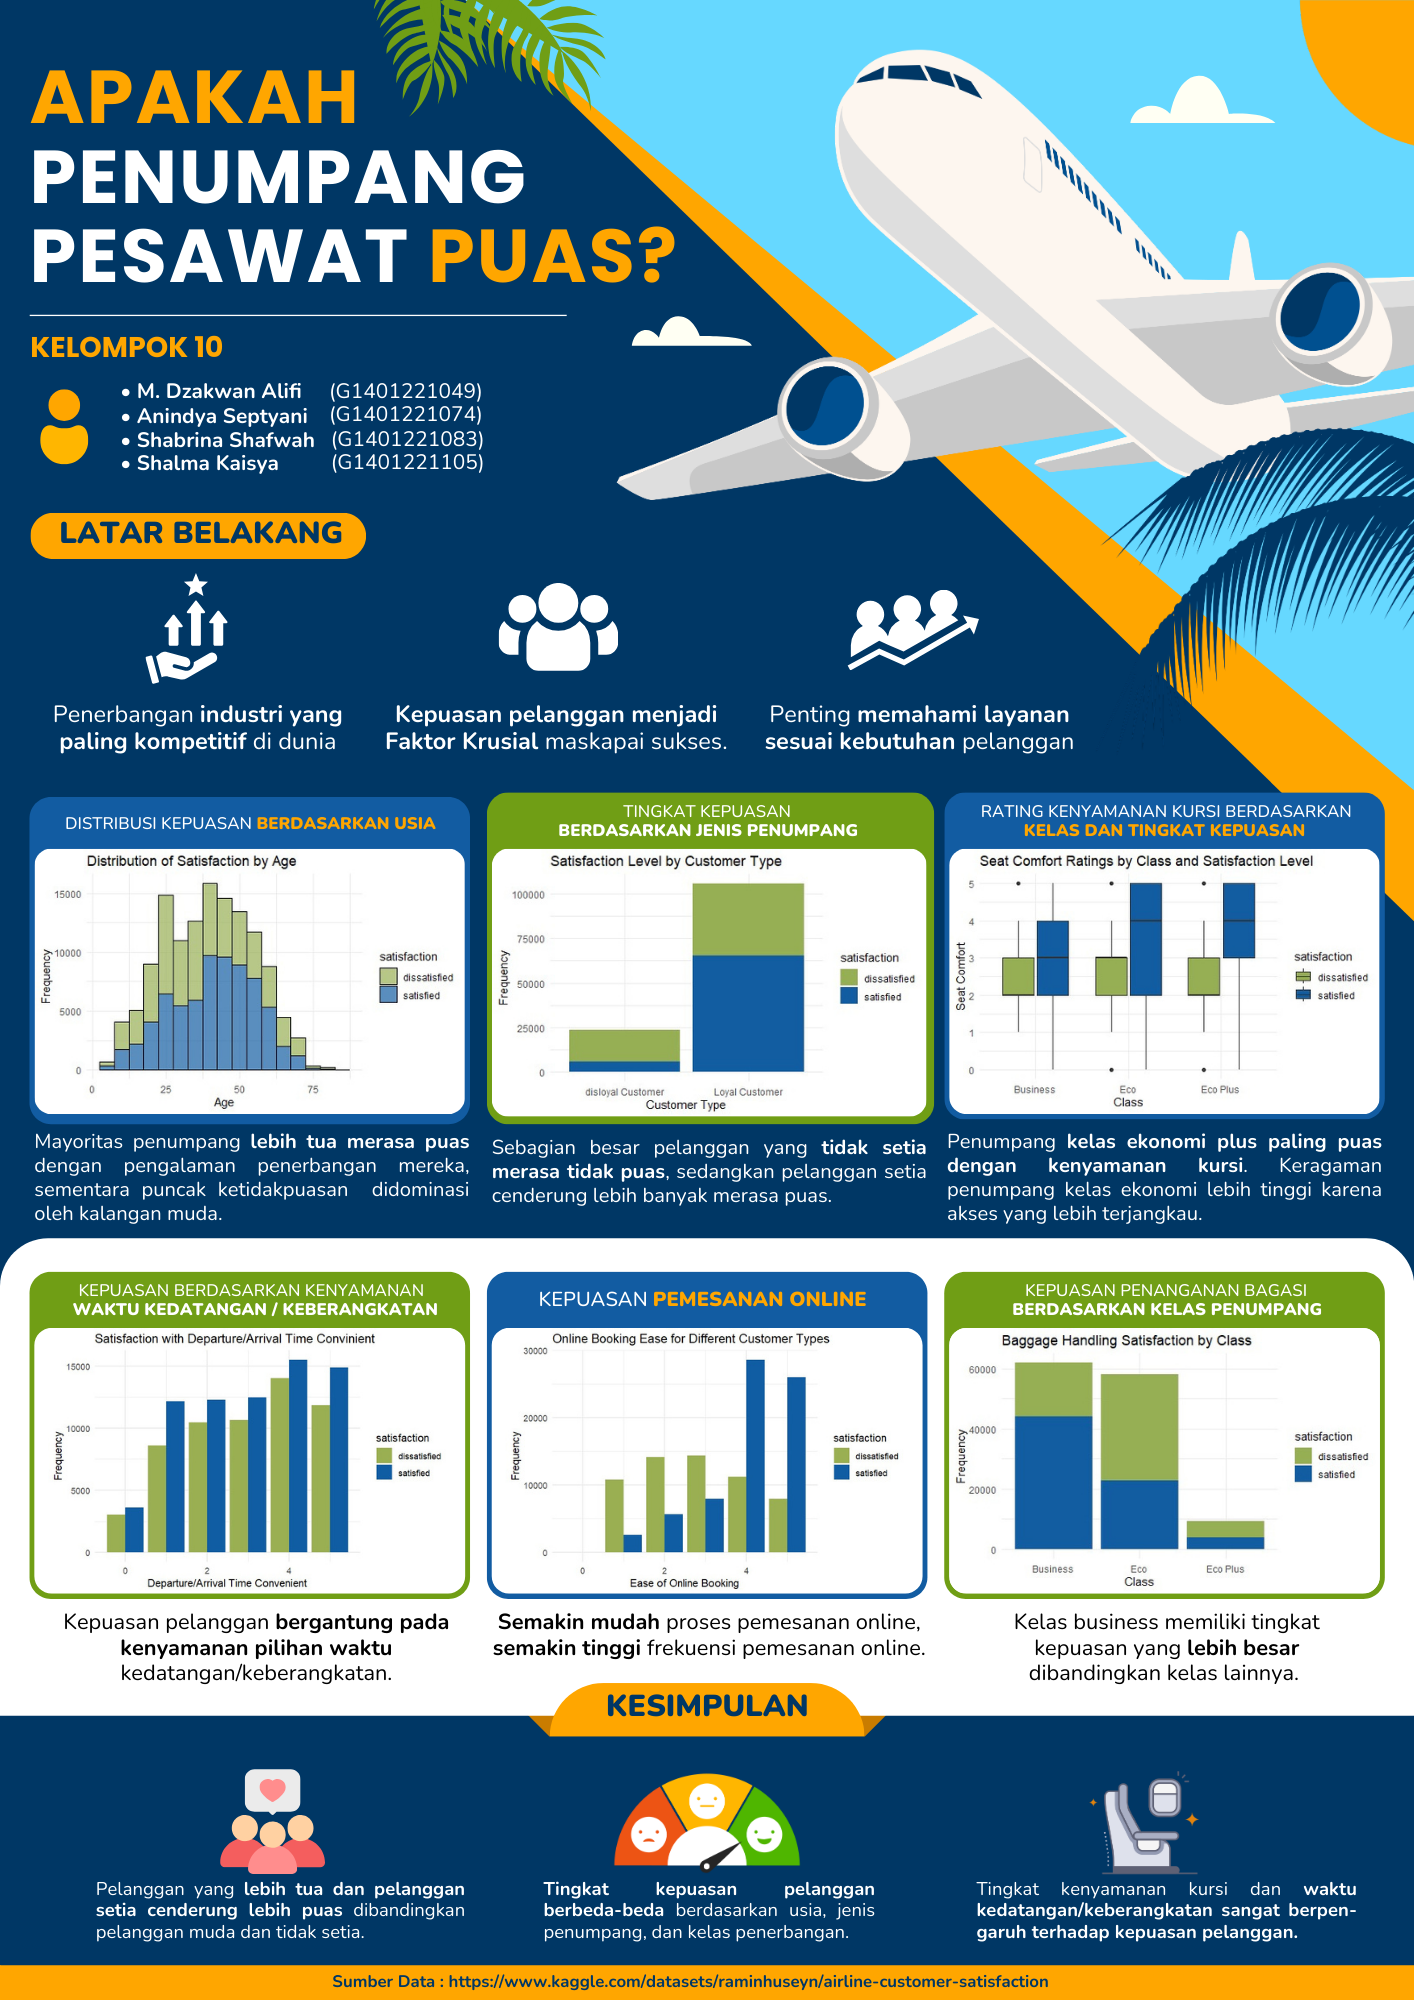 APAKAH
PENUMPANG
PESAWAT PUAS?
KELOMPOK 10
• M. Dzakwan Alifi (G1401221049)
• Anindya Septyani (G1401221074)
• Shabrina Shafwah (G1401221083)
• Shalma Kaisya (G1401221105)
LATAR BELAKANG
Penerbangan industri yang
paling kompetitif di dunia
Kepuasan pelanggan menjadi
Faktor Krusial maskapai sukses.
Penting memahami layanan
sesuai kebutuhan pelanggan
DISTRIBUSI KEPUASAN BERDASARKAN USIA
Distribution of Satisfaction by Age
15000
10000
5000
0
Frequency
0 25 50 75
Age
satisfaction
dissatisfied
satisfied
Mayoritas penumpang lebih tua merasa puas
dengan pengalaman penerbangan mereka,
sementara puncak ketidakpuasan didominasi
oleh kalangan muda.
TINGKAT KEPUASAN
BERDASARKAN JENIS PENUMPANG
Satisfaction Level by Customer Type
100000
75000
50000
25000
0
Frequency
disloyal Customer Loyal Customer
Customer Type
satisfaction
dissatisfied
satisfied
Sebagian besar pelanggan yang tidak setia
merasa tidak puas, sedangkan pelanggan setia
cenderung lebih banyak merasa puas.
RATING KENYAMANAN KURSI BERDASARKAN
KELAS DAN TINGKAT KEPUASAN
Seat Comfort Ratings by Class and Satisfaction Level
5
4
3
2
1
0
Seat Comfort
Business Eco Eco Plus
Class
satisfaction
dissatisfied
satisfied
Penumpang kelas ekonomi plus paling puas
dengan kenyamanan kursi. Keragaman
penumpang kelas ekonomi lebih tinggi karena
akses yang lebih terjangkau.
KEPUASAN BERDASARKAN KENYAMANAN
WAKTU KEDATANGAN / KEBERANGKATAN
Satisfaction with Departure/Arrival Time Convinient
15000
10000
5000
0
Frequency
0 2 4
Departure/Arrival Time Convenient
satisfaction
dissatisfied
satisfied
Kepuasan pelanggan bergantung pada
kenyamanan pilihan waktu
kedatangan/keberangkatan.
KEPUASAN PEMESANAN ONLINE
Online Booking Ease for Different Customer Types
30000
20000
10000
0
Frequency
0 2 4
Ease of Online Booking
satisfaction
dissatisfied
satisfied
Semakin mudah proses pemesanan online,
semakin tinggi frekuensi pemesanan online.
KEPUASAN PENANGANAN BAGASI
BERDASARKAN KELAS PENUMPANG
Baggage Handling Satisfaction by Class
60000
40000
20000
0
Frequency
Business Eco Eco Plus
Class
satisfaction
dissatisfied
satisfied
Kelas business memiliki tingkat
kepuasan yang lebih besar
dibandingkan kelas lainnya.
KESIMPULAN
Pelanggan yang lebih tua dan pelanggan
setia cenderung lebih puas dibandingkan
pelanggan muda dan tidak setia.
Tingkat kepuasan pelanggan
berbeda-beda berdasarkan usia, jenis
penumpang, dan kelas penerbangan.
Tingkat kenyamanan kursi dan waktu
kedatangan/keberangkatan sangat berpen-
garuh terhadap kepuasan pelanggan.
Sumber Data : https://www.kaggle.com/datasets/raminhuseyn/airline-customer-satisfaction